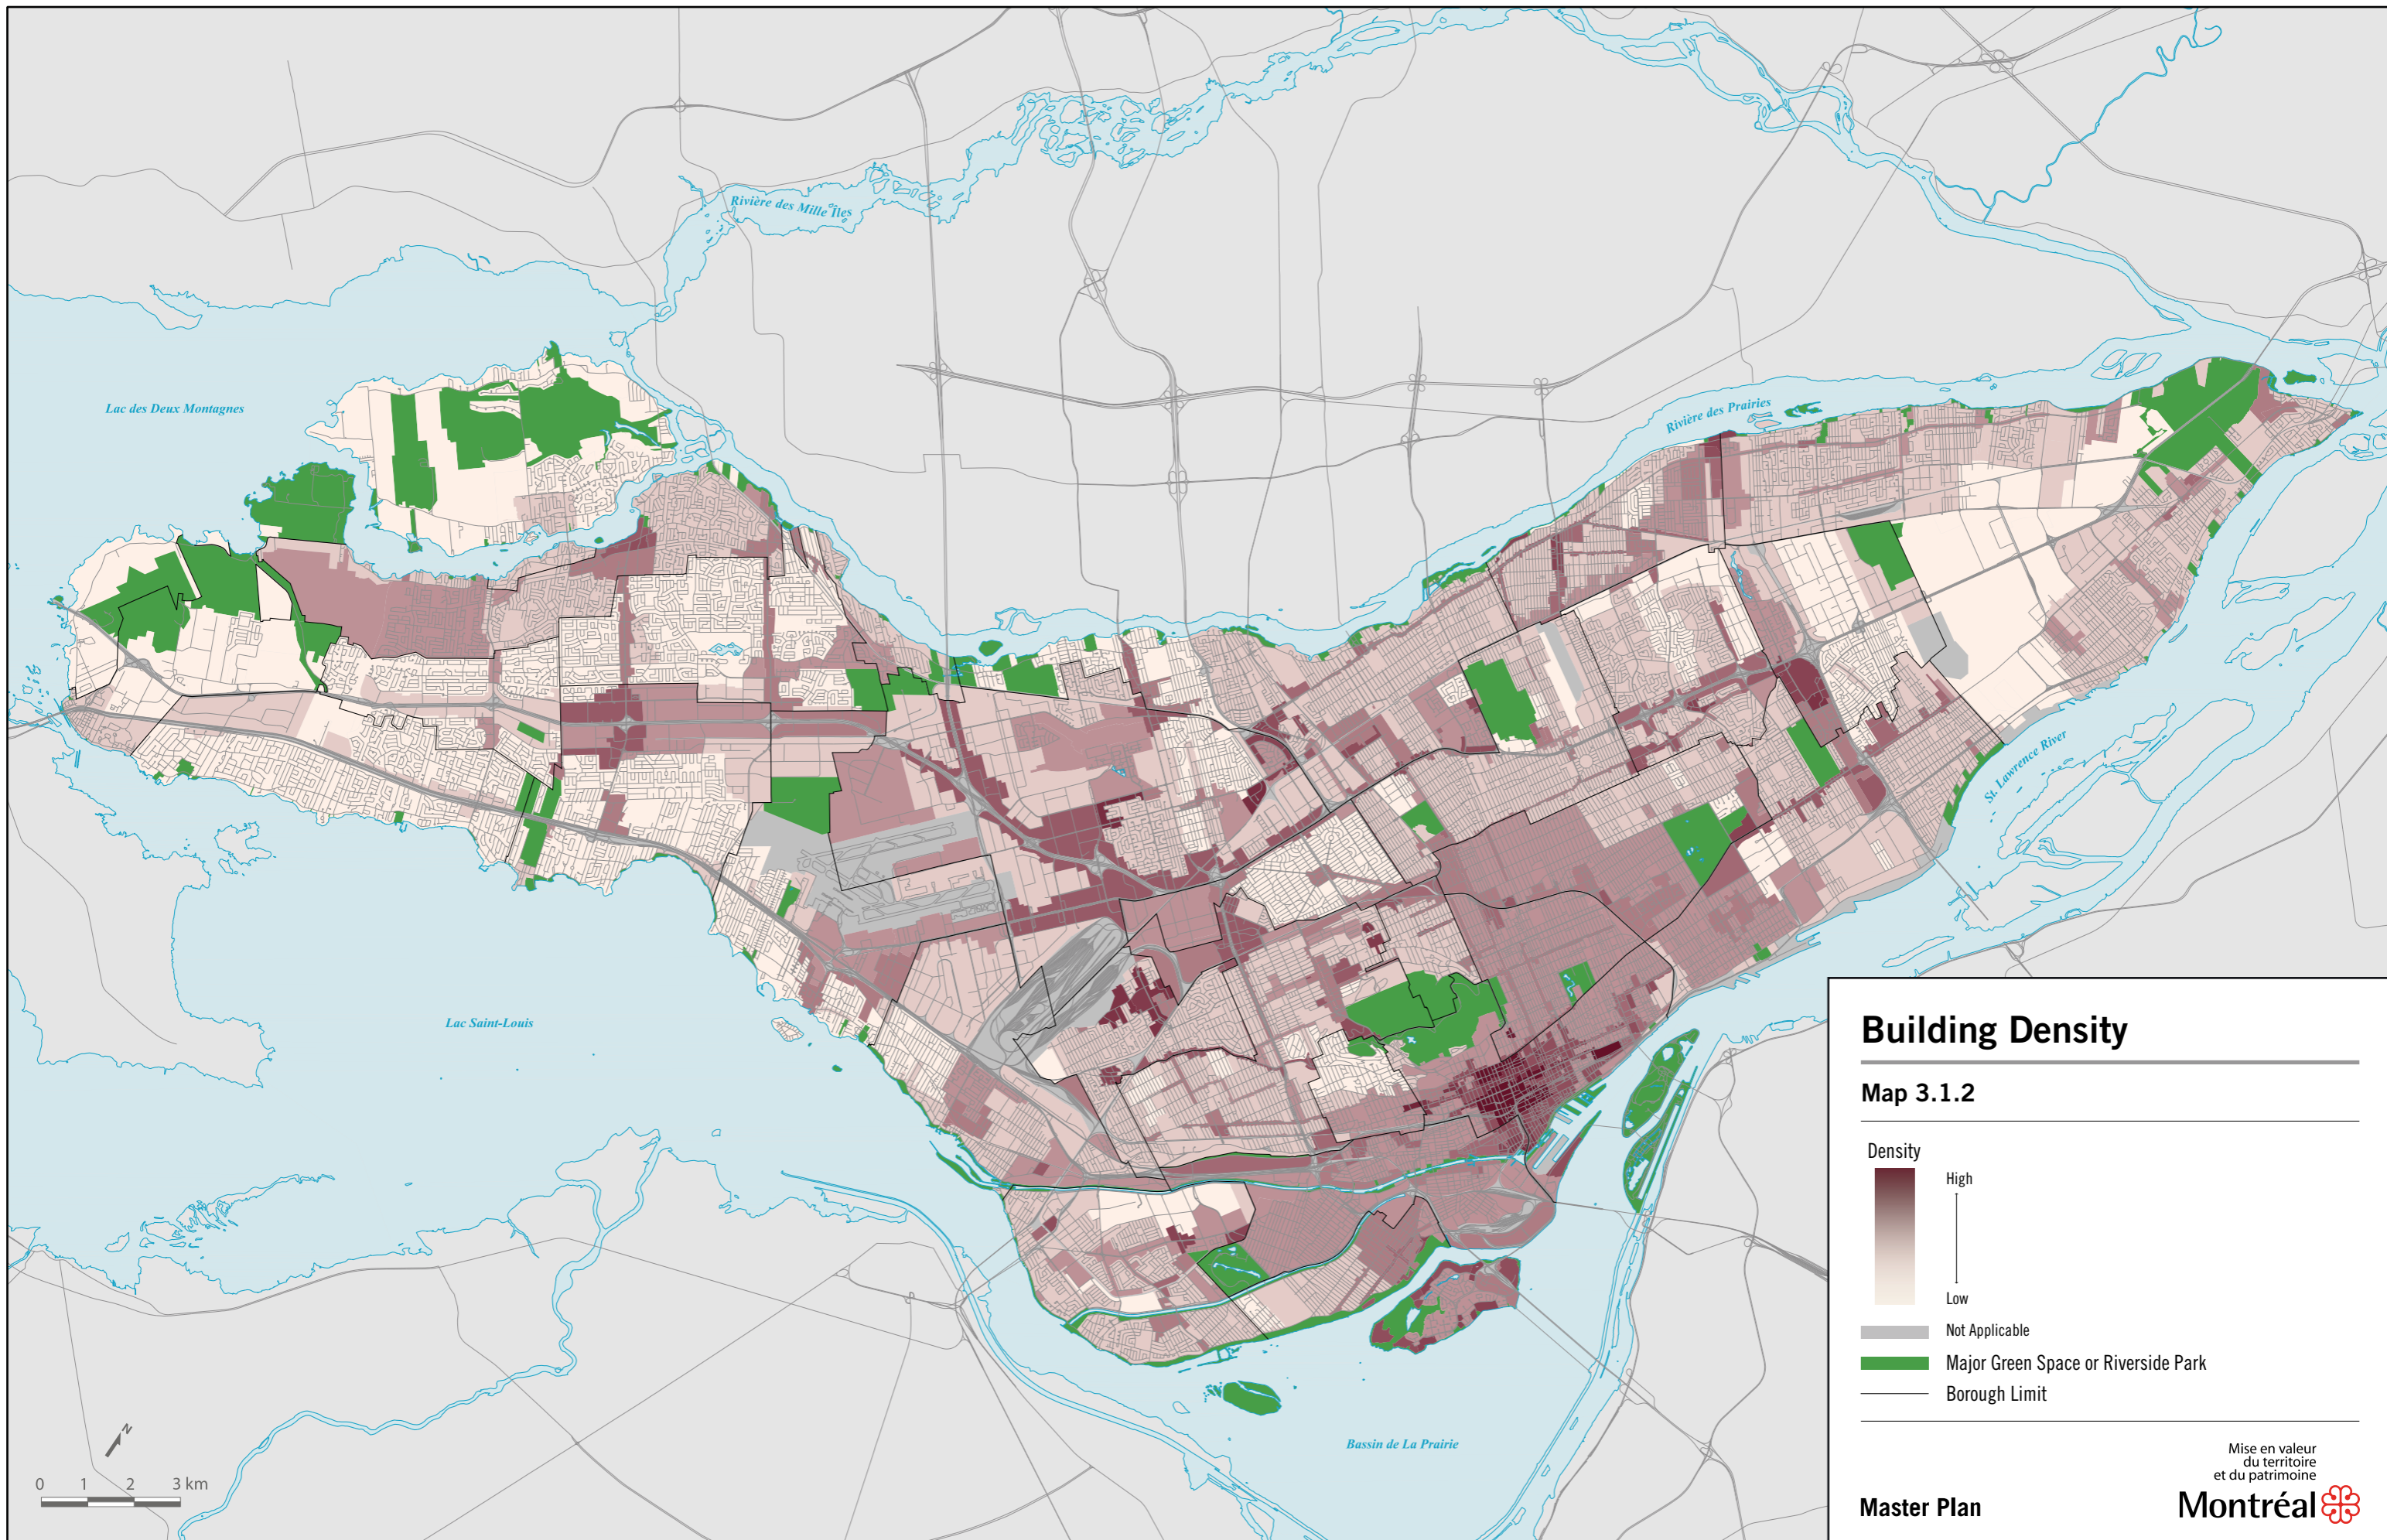 Rivière des Mille Îles
Lac des Deux Montagnes
Rivière des Prairies
St. Lawrence River
Lac Saint-Louis
Bassin de La Prairie
N
0 1 2 3 km
Building Density
Map 3.1.2
Density
High
Low
Not Applicable
Major Green Space or Riverside Park
Borough Limit
Mise en valeur
du territoire
et du patrimoine
Master Plan
Montréal